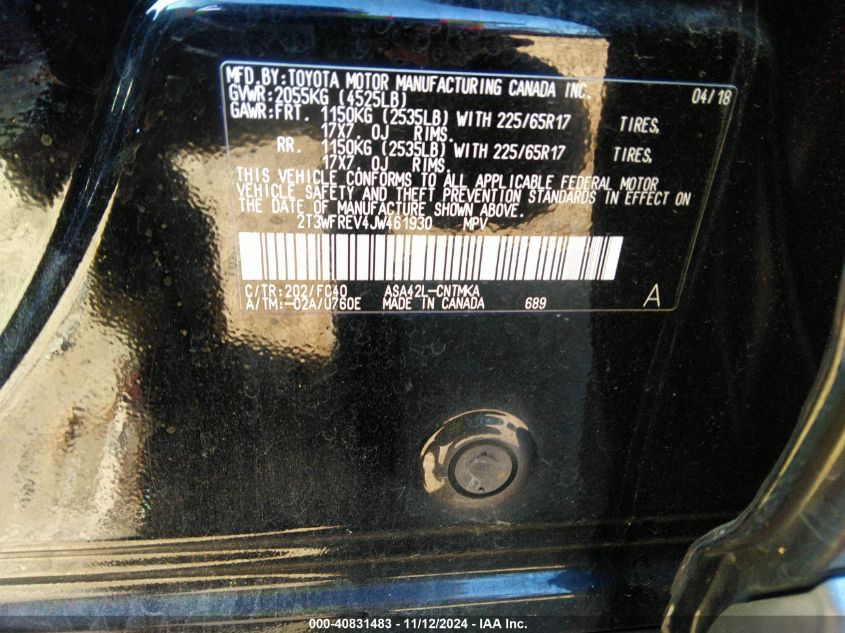 MFD.BY:TOYOTA MOTOR MANUFACTURING CANADA INC. 04/18
GVWR:2055KG (4525LB)
GAWR:FRT. 1150KG (2535LB) WITH 225/65R17 TIRES,
17X7.0J RIMS.
RR. 1150KG (2535LB) WITH 225/65R17 TIRES,
17X7.0J RIMS.
THIS VEHICLE CONFORMS TO ALL APPLICABLE FEDERAL MOTOR
VEHICLE SAFETY AND THEFT PREVENTION STANDARDS IN EFFECT ON
THE DATE OF MANUFACTURE SHOWN ABOVE.
2T3WFREV4JW461930 MPV
C/TR:202/FC40 ASA42L-CNTMKA
A/TM:-02A/U760E MADE IN CANADA 689 A
000-40831483 - 11/12/2024 - IAA Inc.